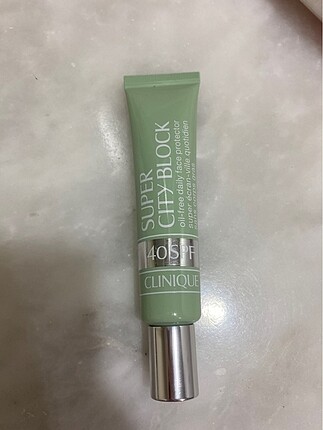 SUPER
CITY BLOCK
oil-free daily face protector
super écran-ville quotidien
40SPF
CLINIQUE